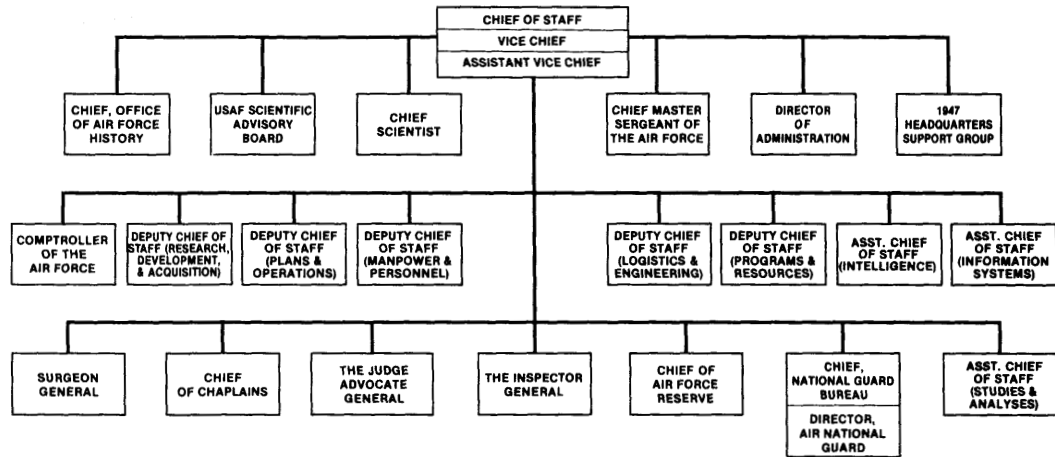 CHIEF OF STAFF
VICE CHIEF
ASSISTANT VICE CHIEF
CHIEF, OFFICE
OF AIR FORCE
HISTORY
USAF SCIENTIFIC
ADVISORY
BOARD
CHIEF
SCIENTIST
CHIEF MASTER
SERGEANT OF
THE AIR FORCE
DIRECTOR
OF
ADMINISTRATION
1947
HEADQUARTERS
SUPPORT GROUP
COMPTROLLER
OF THE
AIR FORCE
DEPUTY CHIEF OF
STAFF (RESEARCH,
DEVELOPMENT,
& ACQUISITION)
DEPUTY CHIEF
OF STAFF
(PLANS &
OPERATIONS)
DEPUTY CHIEF
OF STAFF
(MANPOWER &
PERSONNEL)
DEPUTY CHIEF
OF STAFF
(LOGISTICS &
ENGINEERING)
DEPUTY CHIEF
OF STAFF
(PROGRAMS &
RESOURCES)
ASST. CHIEF
OF STAFF
(INTELLIGENCE)
ASST. CHIEF
OF STAFF
(INFORMATION
SYSTEMS)
SURGEON
GENERAL
CHIEF
OF CHAPLAINS
THE JUDGE
ADVOCATE
GENERAL
THE INSPECTOR
GENERAL
CHIEF OF
AIR FORCE
RESERVE
CHIEF,
NATIONAL GUARD
BUREAU
DIRECTOR,
AIR NATIONAL
GUARD
ASST. CHIEF
OF STAFF
(STUDIES &
ANALYSES)